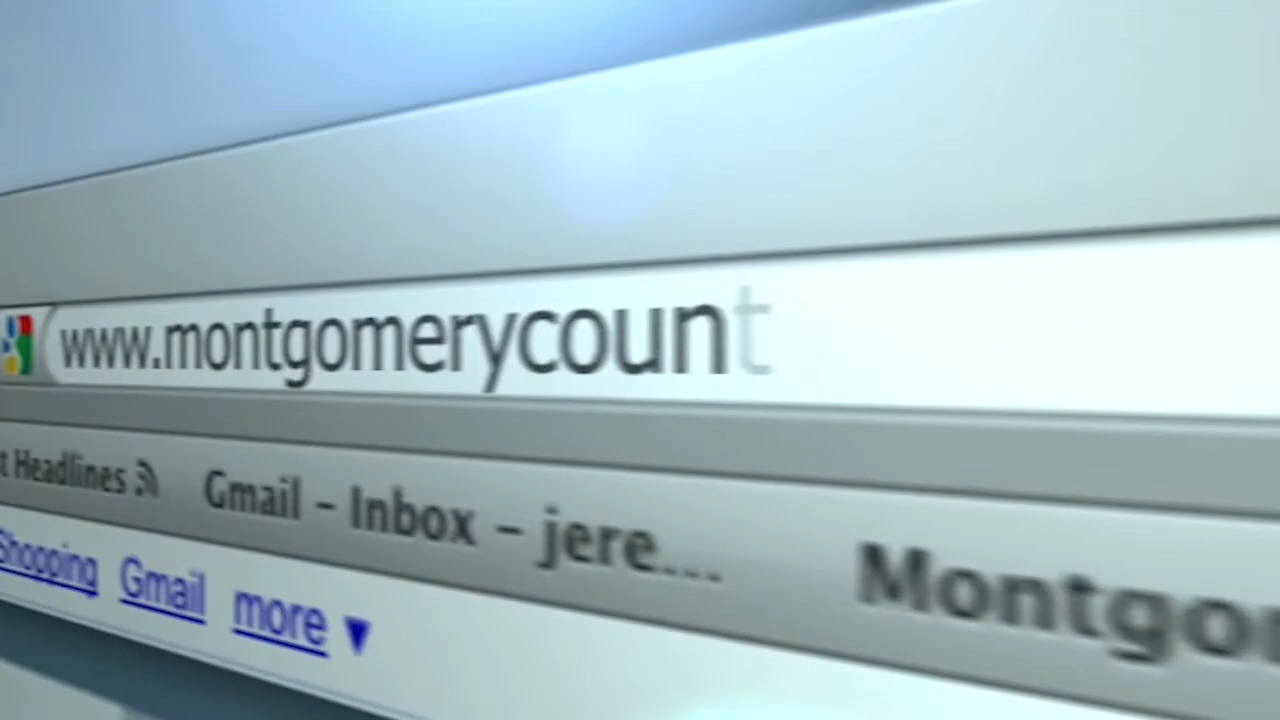 www.montgomerycount
t Headlines Gmail – Inbox – jere... Montgo
Shopping Gmail more ▼